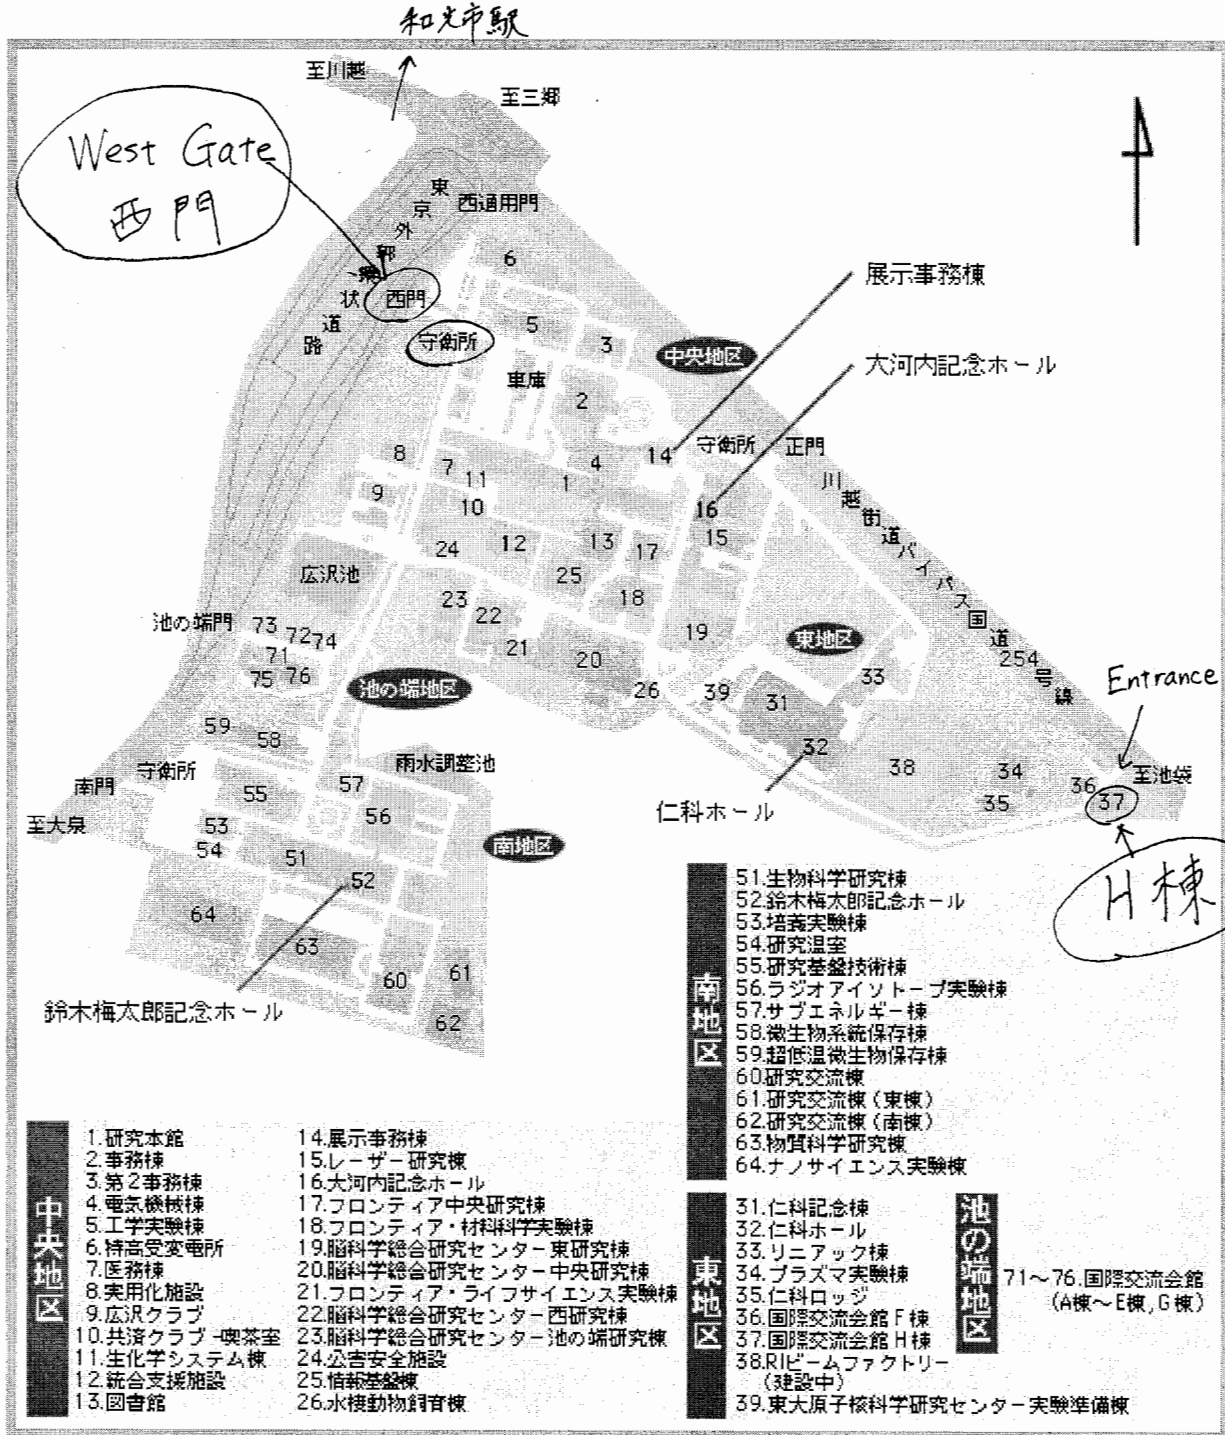 和光市駅
至川越
至三郷
West Gate
西門
東京外郭環状道路
西通用門
6
西門
守衛所
5
3
中央地区
展示事務棟
大河内記念ホール
車庫
2
8
7
11
4
14
守衛所
正門
9
10
1
16
川越街道バイパス国道254号線
24
12
13
17
15
広沢池
25
23
22
18
池の端門
73
72
74
71
21
20
19
東地区
75
76
池の端地区
26
39
31
33
Entrance
59
58
雨水調整池
32
38
34
36
至池袋
南門
守衛所
57
35
37
55
56
仁科ホール
至大泉
53
54
51
南地区
H棟
52
64
63
60
61
62
鈴木梅太郎記念ホール
南地区
51.生物科学研究棟
52.鈴木梅太郎記念ホール
53.培養実験棟
54.研究温室
55.研究基盤技術棟
56.ラジオアイソトープ実験棟
57.サブエネルギー棟
58.微生物系統保存棟
59.超低温微生物保存棟
60.研究交流棟
61.研究交流棟(東棟)
62.研究交流棟(南棟)
63.物質科学研究棟
64.ナノサイエンス実験棟
中央地区
1.研究本館
2.事務棟
3.第2事務棟
4.電気機械棟
5.工学実験棟
6.特高受変電所
7.医務棟
8.実用化施設
9.広沢クラブ
10.共済クラブ-喫茶室
11.生化学システム棟
12.統合支援施設
13.図書館
14.展示事務棟
15.レーザー研究棟
16.大河内記念ホール
17.フロンティア中央研究棟
18.フロンティア・材料科学実験棟
19.脳科学総合研究センター東研究棟
20.脳科学総合研究センター中央研究棟
21.フロンティア・ライフサイエンス実験棟
22.脳科学総合研究センター西研究棟
23.脳科学総合研究センター池の端研究棟
24.公害安全施設
25.情報基盤棟
26.水棲動物飼育棟
東地区
31.仁科記念棟
32.仁科ホール
33.リニアック棟
34.プラズマ実験棟
35.仁科ロッジ
36.国際交流会館F棟
37.国際交流会館H棟
38.RIビームファクトリー
(建設中)
39.東大原子核科学研究センター実験準備棟
池の端地区
71～76.国際交流会館
(A棟～E棟,G棟)